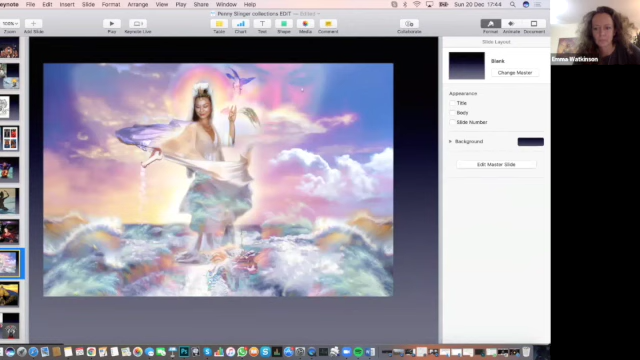 Keynote File Edit Insert Slide Format Arrange View Play Share Window Help
Sun 20 Dec 17:44
Penny Slinger collections EDIT
Edited
100%
Zoom
Add Slide
Play
Keynote Live
Table
Chart
Text
Shape
Media
Comment
Collaborate
Format
Animate
Document
Slide Layout
Blank
Change Master
Appearance
Title
Body
Slide Number
Background
Edit Master Slide
Emma Watkinson